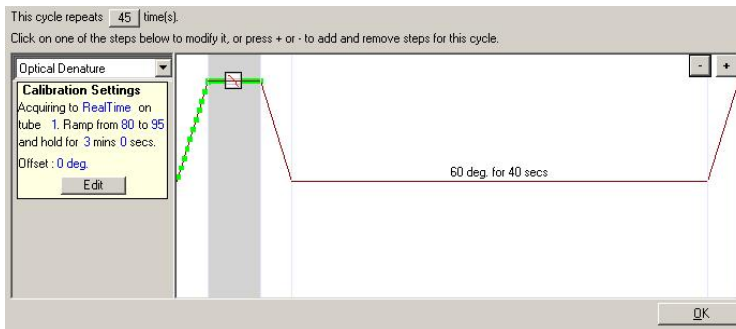 This cycle repeats 45 time(s).
Click on one of the steps below to modify it, or press + or - to add and remove steps for this cycle.
Optical Denature
- +
Calibration Settings
Acquiring to RealTime on
tube 1. Ramp from 80 to 95
and hold for 3 mins 0 secs.
Offset : 0 deg.
Edit
60 deg. for 40 secs
OK